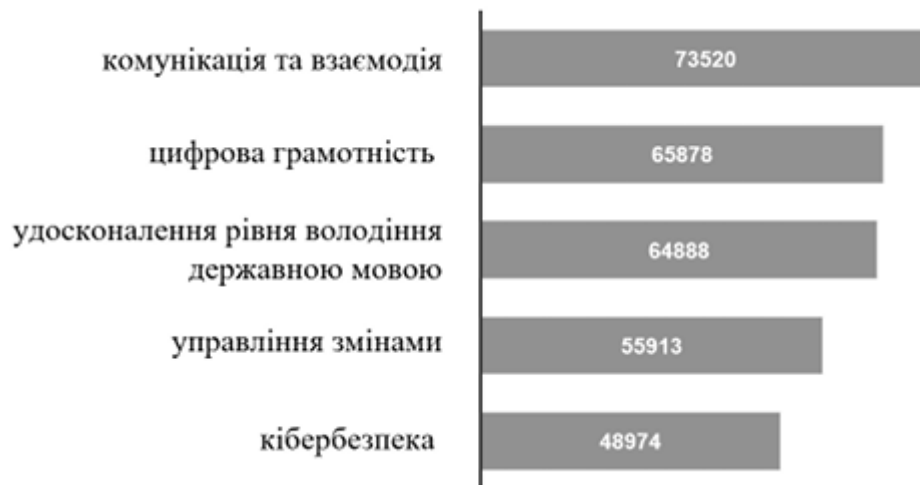 комунікація та взаємодія
73520
цифрова грамотність
65878
удосконалення рівня володіння
державною мовою
64888
управління змінами
55913
кібербезпека
48974